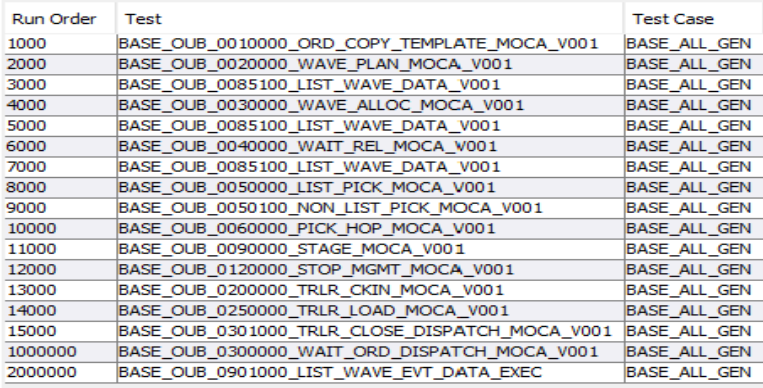 Run Order Test Test Case
1000 BASE_OUB_0010000_ORD_COPY_TEMPLATE_MOCA_V001 BASE_ALL_GEN
2000 BASE_OUB_0020000_WAVE_PLAN_MOCA_V001 BASE_ALL_GEN
3000 BASE_OUB_0085100_LIST_WAVE_DATA_V001 BASE_ALL_GEN
4000 BASE_OUB_0030000_WAVE_ALLOC_MOCA_V001 BASE_ALL_GEN
5000 BASE_OUB_0085100_LIST_WAVE_DATA_V001 BASE_ALL_GEN
6000 BASE_OUB_0040000_WAIT_REL_MOCA_V001 BASE_ALL_GEN
7000 BASE_OUB_0085100_LIST_WAVE_DATA_V001 BASE_ALL_GEN
8000 BASE_OUB_0050000_LIST_PICK_MOCA_V001 BASE_ALL_GEN
9000 BASE_OUB_0050100_NON_LIST_PICK_MOCA_V001 BASE_ALL_GEN
10000 BASE_OUB_0060000_PICK_HOP_MOCA_V001 BASE_ALL_GEN
11000 BASE_OUB_0090000_STAGE_MOCA_V001 BASE_ALL_GEN
12000 BASE_OUB_0120000_STOP_MGMT_MOCA_V001 BASE_ALL_GEN
13000 BASE_OUB_0200000_TRLR_CKIN_MOCA_V001 BASE_ALL_GEN
14000 BASE_OUB_0250000_TRLR_LOAD_MOCA_V001 BASE_ALL_GEN
15000 BASE_OUB_0301000_TRLR_CLOSE_DISPATCH_MOCA_V001 BASE_ALL_GEN
1000000 BASE_OUB_0300000_WAIT_ORD_DISPATCH_MOCA_V001 BASE_ALL_GEN
2000000 BASE_OUB_0901000_LIST_WAVE_EVT_DATA_EXEC BASE_ALL_GEN